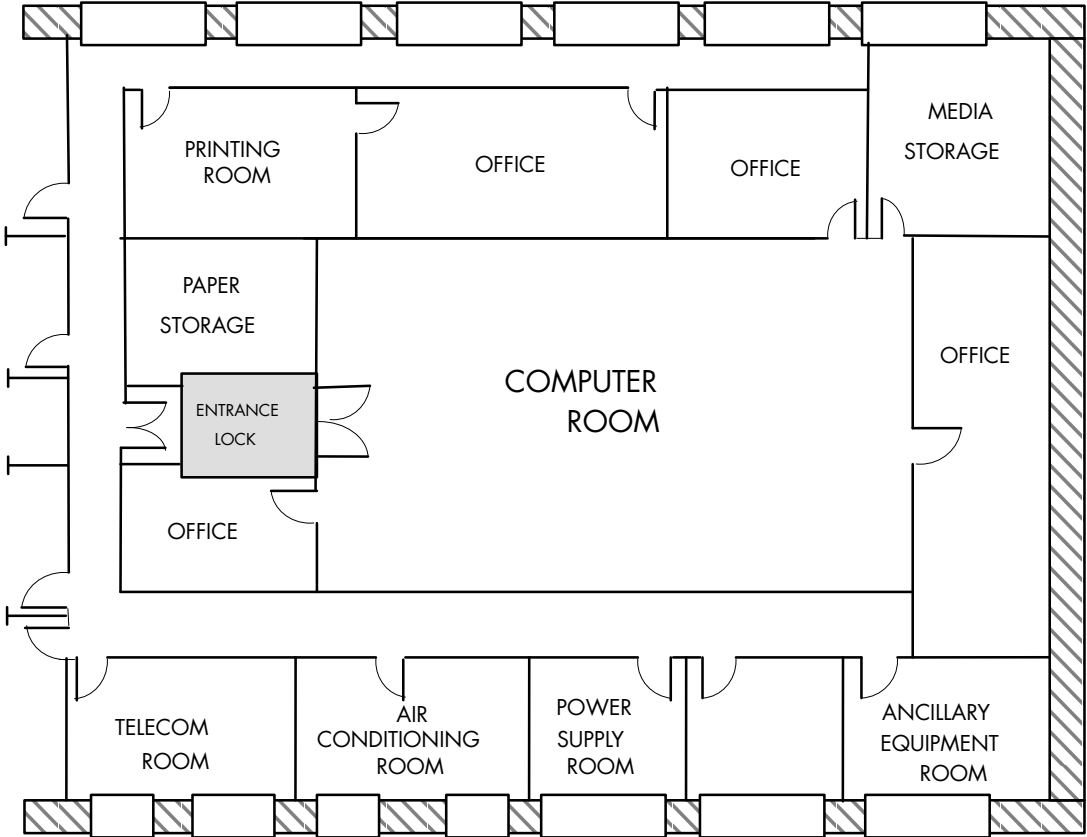 MEDIA
STORAGE
PRINTING
ROOM
OFFICE
OFFICE
PAPER
STORAGE
OFFICE
COMPUTER
ROOM
ENTRANCE
LOCK
OFFICE
TELECOM
ROOM
AIR
CONDITIONING
ROOM
POWER
SUPPLY
ROOM
ANCILLARY
EQUIPMENT
ROOM